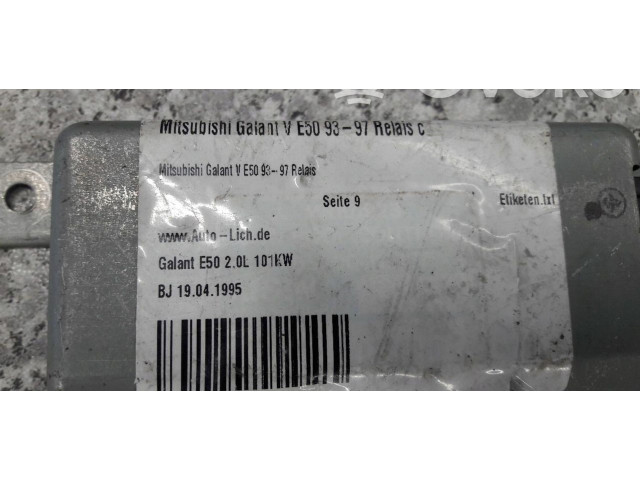 Mitsubishi Galant V E50 93-97 Relais c
Mitsubishi Galant V E50 93-97 Relais
Seite 9
Etiketen.txt
www.Auto-Lich.de
Galant E50 2.0L 101KW
BJ 19.04.1995